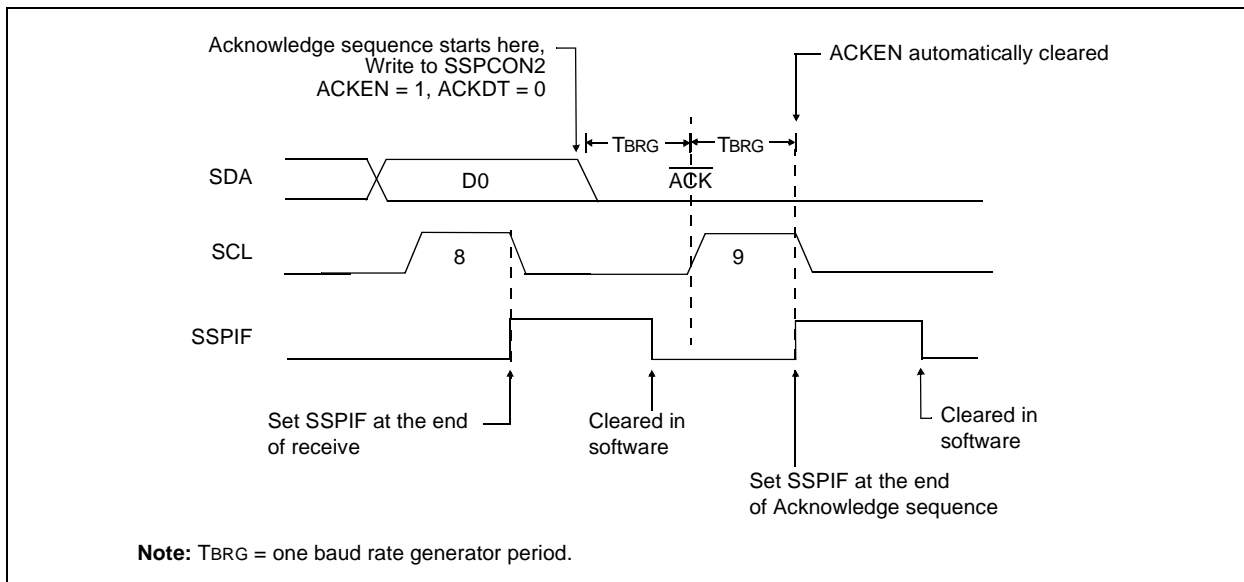 Acknowledge sequence starts here,
Write to SSPCON2
ACKEN = 1, ACKDT = 0
ACKEN automatically cleared
TBRG
TBRG
SDA
D0
ACK
SCL
8
9
SSPIF
Set SSPIF at the end
of receive
Cleared in
software
Cleared in
software
Set SSPIF at the end
of Acknowledge sequence
Note: TBRG = one baud rate generator period.